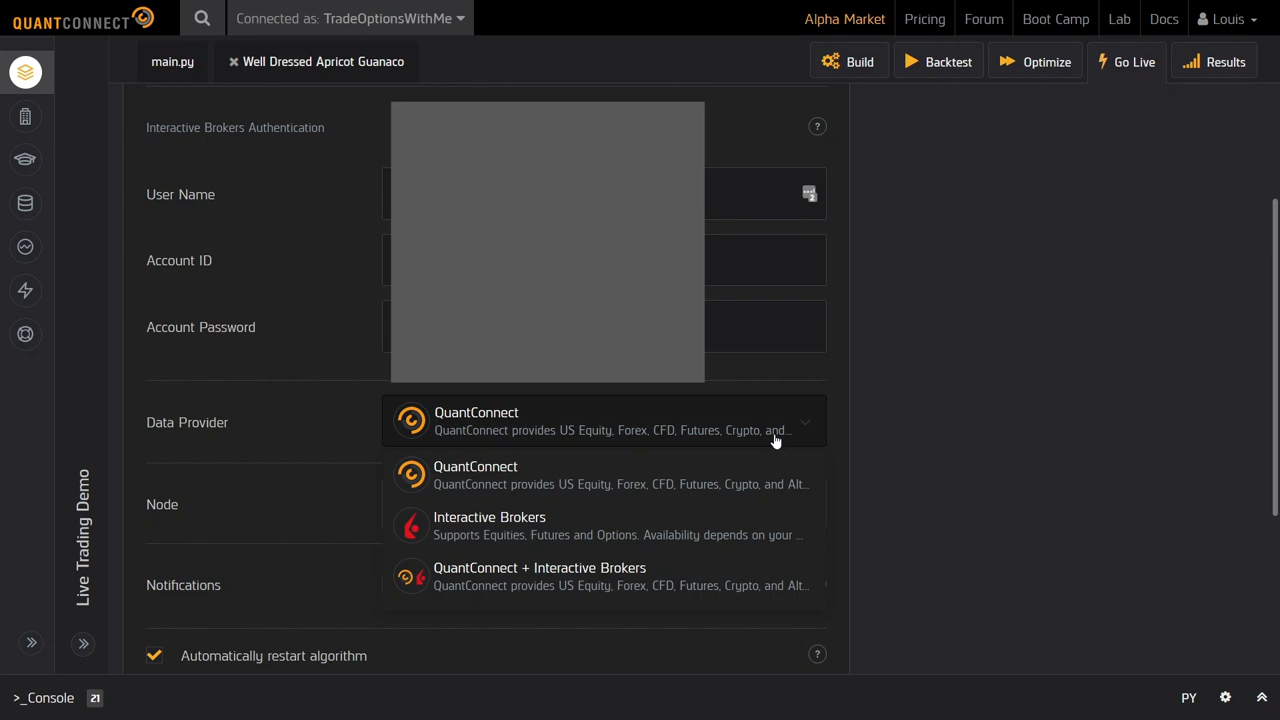 QUANTCONNECT
Connected as: TradeOptionsWithMe
Alpha Market
Pricing
Forum
Boot Camp
Lab
Docs
Louis
main.py
Well Dressed Apricot Guanaco
Build
Backtest
Optimize
Go Live
Results
Interactive Brokers Authentication
?
User Name
2
Account ID
Account Password
Data Provider
QuantConnect
QuantConnect provides US Equity, Forex, CFD, Futures, Crypto, and...
QuantConnect
QuantConnect provides US Equity, Forex, CFD, Futures, Crypto, and Alt...
Node
Interactive Brokers
Supports Equities, Futures and Options. Availability depends on your ...
Notifications
QuantConnect + Interactive Brokers
QuantConnect provides US Equity, Forex, CFD, Futures, Crypto, and Alt...
Live Trading Demo
Automatically restart algorithm
?
>_Console
21
PY